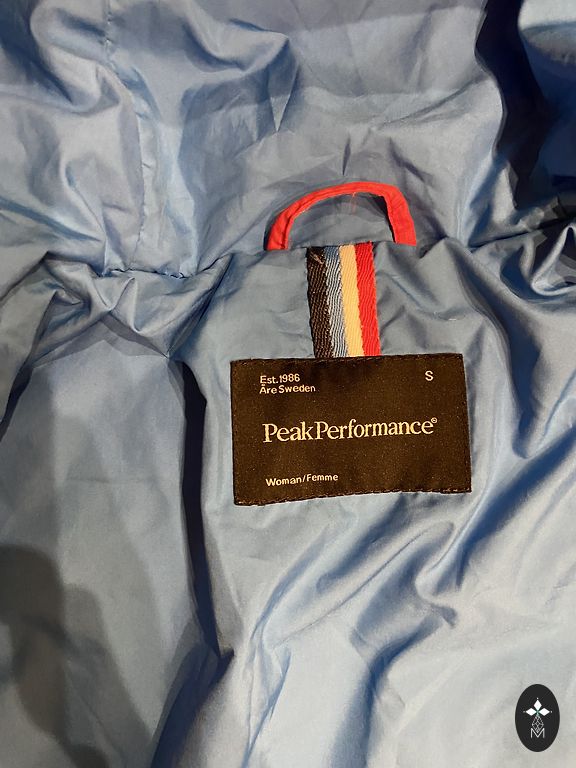 Est.1986
S
Åre Sweden
PeakPerformance®
Woman/Femme
M